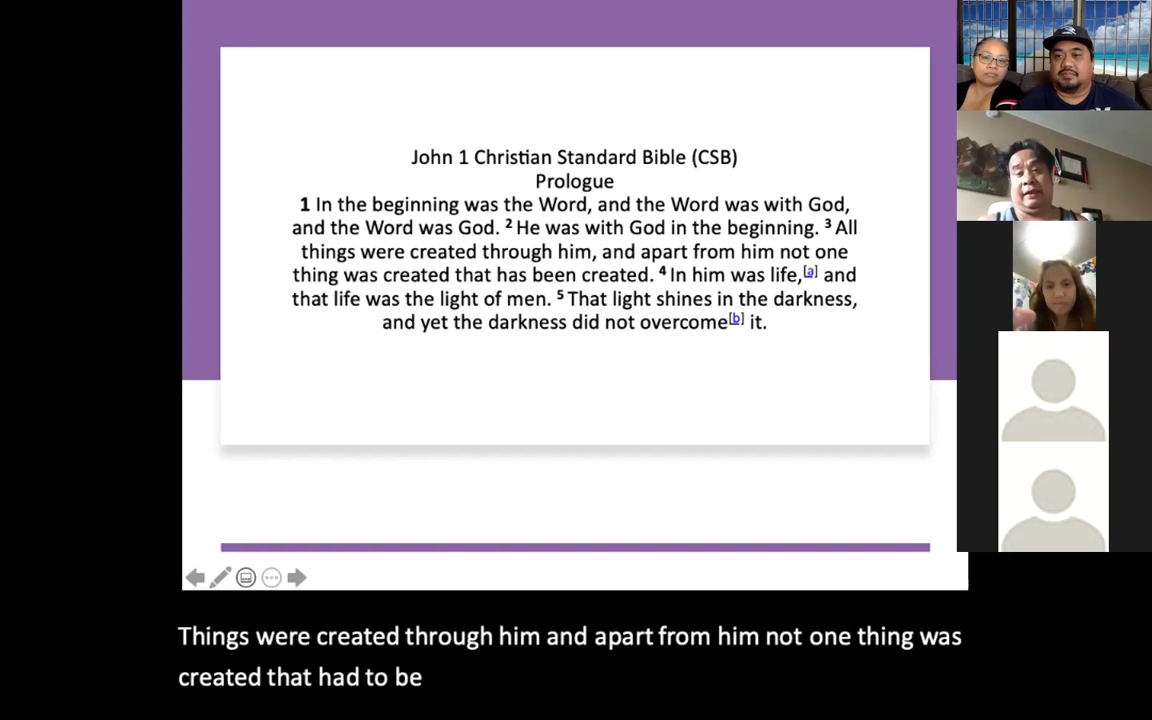 John 1 Christian Standard Bible (CSB)
Prologue
1 In the beginning was the Word, and the Word was with God,
and the Word was God. 2 He was with God in the beginning. 3 All
things were created through him, and apart from him not one
thing was created that has been created. 4 In him was life,[a] and
that life was the light of men. 5 That light shines in the darkness,
and yet the darkness did not overcome[b] it.
Things were created through him and apart from him not one thing was
created that had to be